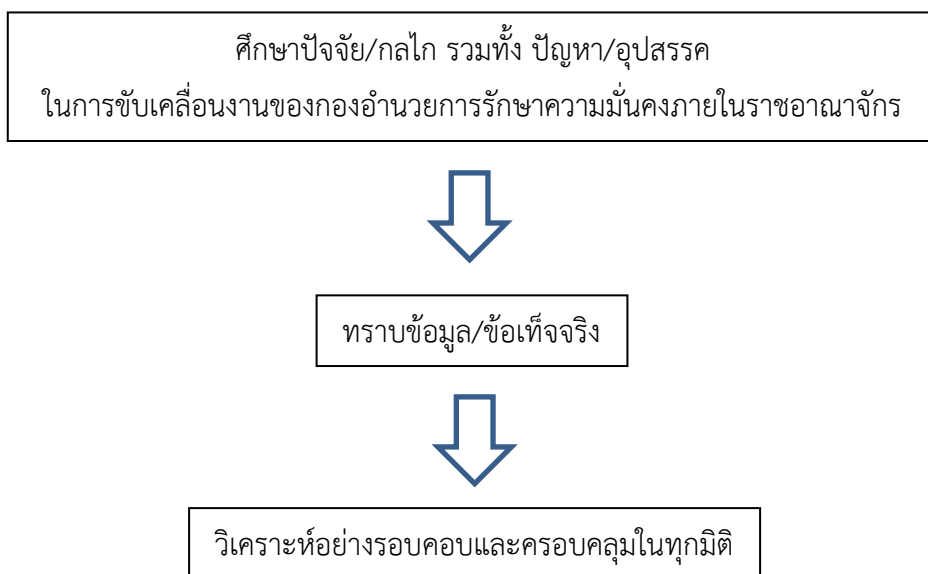 ศึกษาปัจจัย/กลไก รวมทั้ง ปัญหา/อุปสรรค
ในการขับเคลื่อนงานของกองอำนวยการรักษาความมั่นคงภายในราชอาณาจักร
ทราบข้อมูล/ข้อเท็จจริง
วิเคราะห์อย่างรอบคอบและครอบคลุมในทุกมิติ